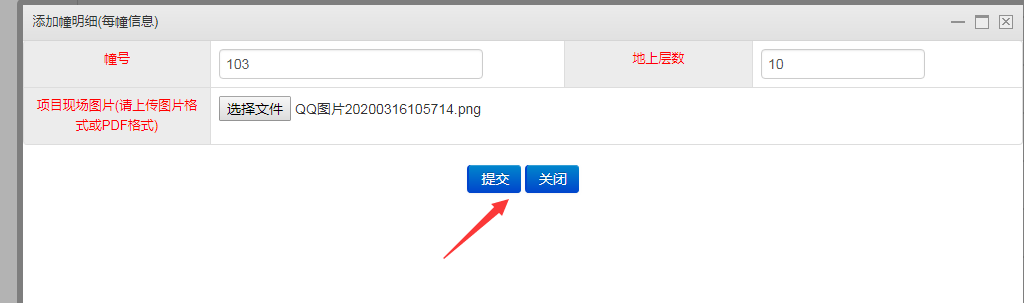 添加幢明细(每幢信息)
幢号 103 地上层数 10
项目现场图片(请上传图片格
式或PDF格式)
选择文件 QQ图片20200316105714.png
提交 关闭